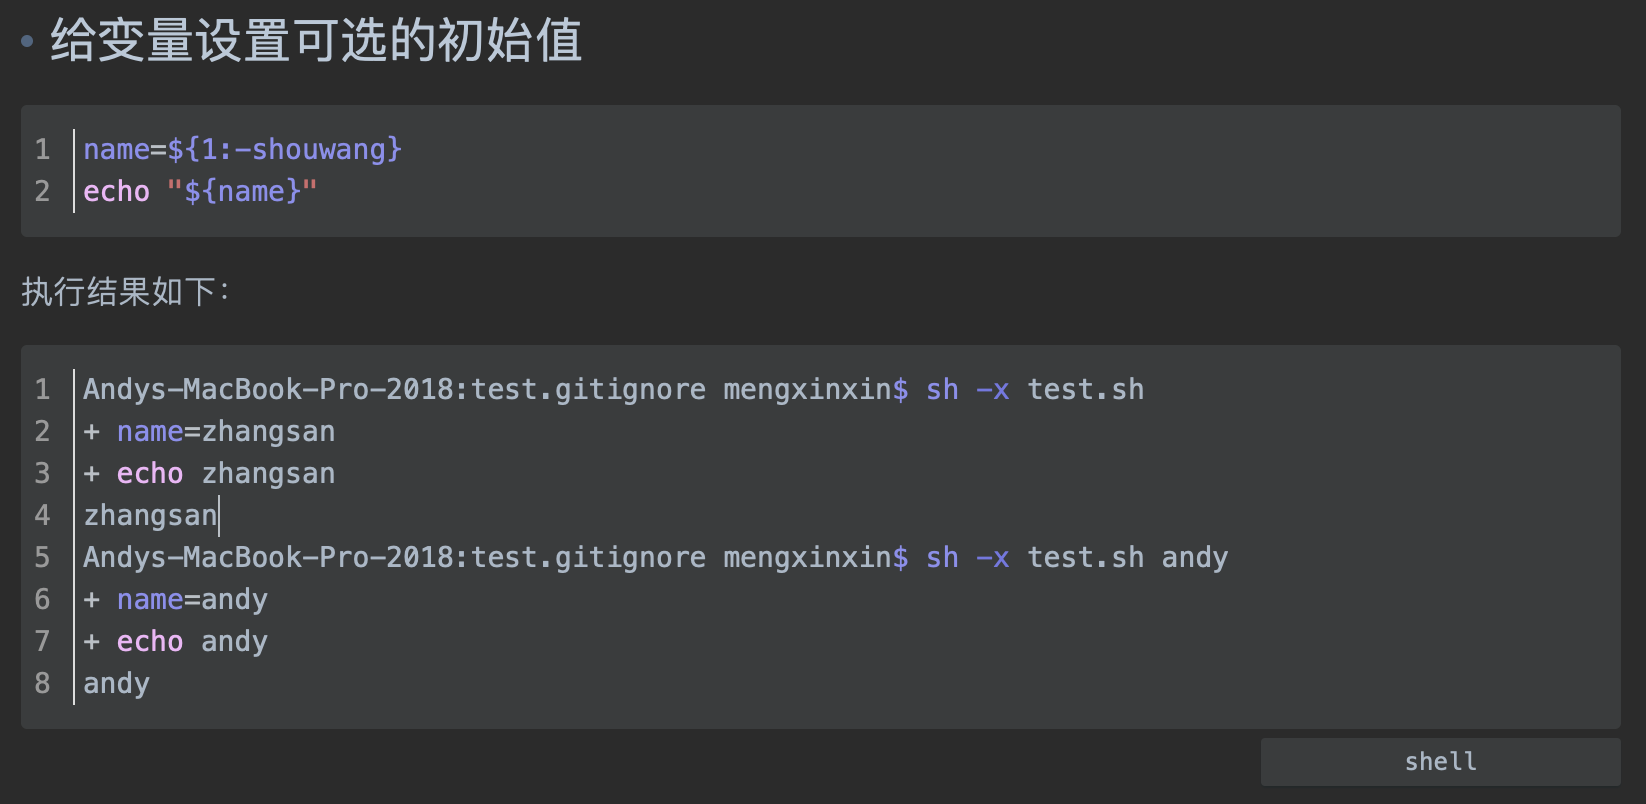 • 给变量设置可选的初始值
1 name=${1:-shouwang}
2 echo "${name}"
执行结果如下：
1 Andys-MacBook-Pro-2018:test.gitignore mengxinxin$ sh -x test.sh
2 + name=zhangsan
3 + echo zhangsan
4 zhangsan
5 Andys-MacBook-Pro-2018:test.gitignore mengxinxin$ sh -x test.sh andy
6 + name=andy
7 + echo andy
8 andy
shell